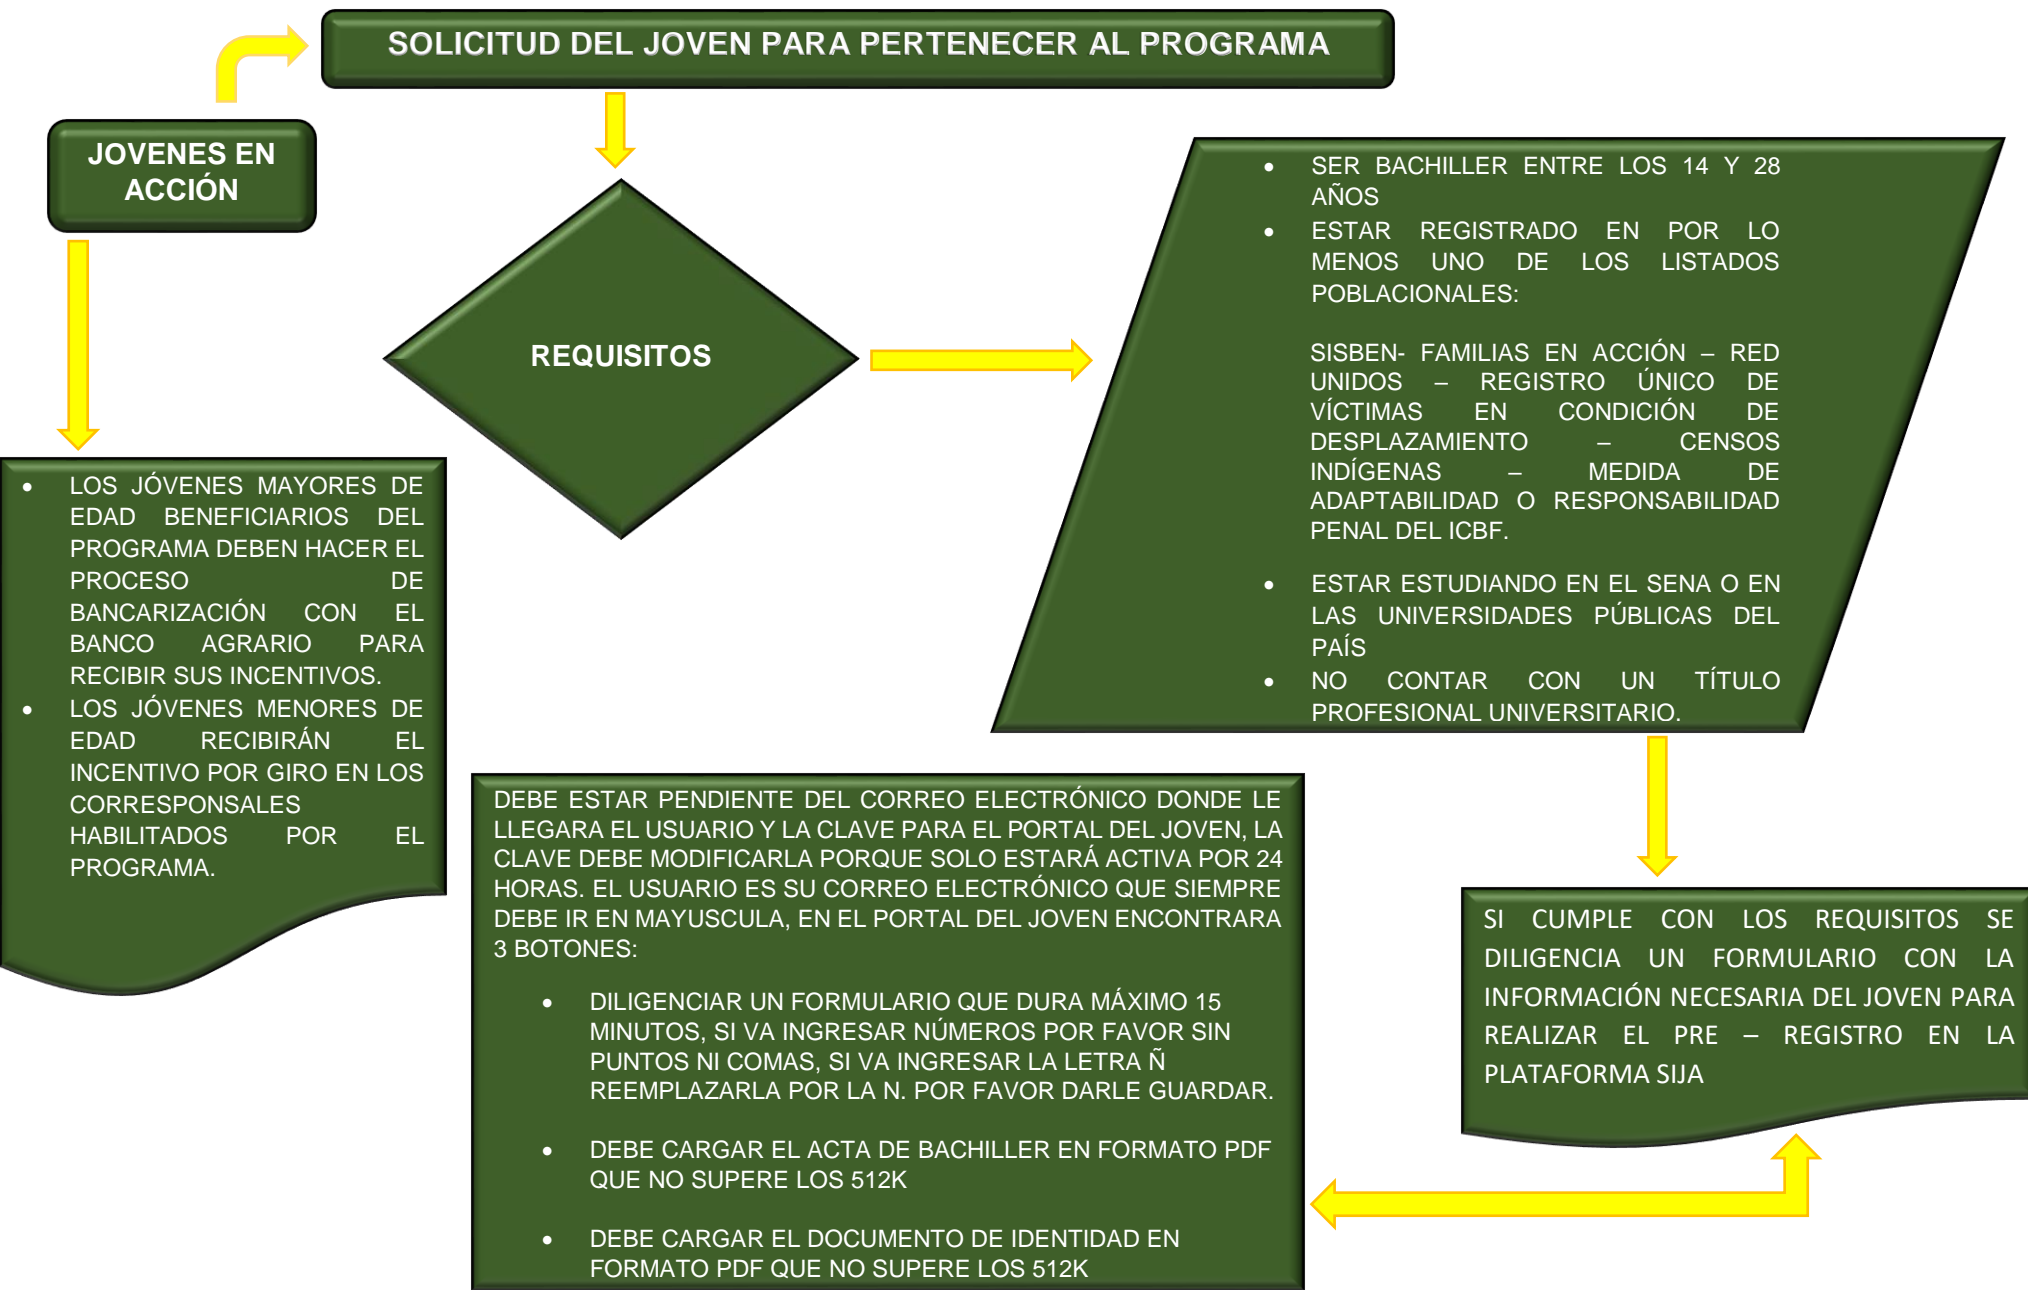 SOLICITUD DEL JOVEN PARA PERTENECER AL PROGRAMA
JOVENES EN
ACCIÓN
REQUISITOS
• SER BACHILLER ENTRE LOS 14 Y 28
AÑOS
• ESTAR REGISTRADO EN POR LO
MENOS UNO DE LOS LISTADOS
POBLACIONALES:
SISBEN- FAMILIAS EN ACCIÓN – RED
UNIDOS – REGISTRO ÚNICO DE
VÍCTIMAS EN CONDICIÓN DE
DESPLAZAMIENTO – CENSOS
INDÍGENAS – MEDIDA DE
ADAPTABILIDAD O RESPONSABILIDAD
PENAL DEL ICBF.
• ESTAR ESTUDIANDO EN EL SENA O EN
LAS UNIVERSIDADES PÚBLICAS DEL
PAÍS
• NO CONTAR CON UN TÍTULO
PROFESIONAL UNIVERSITARIO.
• LOS JÓVENES MAYORES DE
EDAD BENEFICIARIOS DEL
PROGRAMA DEBEN HACER EL
PROCESO DE
BANCARIZACIÓN CON EL
BANCO AGRARIO PARA
RECIBIR SUS INCENTIVOS.
• LOS JÓVENES MENORES DE
EDAD RECIBIRÁN EL
INCENTIVO POR GIRO EN LOS
CORRESPONSALES
HABILITADOS POR EL
PROGRAMA.
DEBE ESTAR PENDIENTE DEL CORREO ELECTRÓNICO DONDE LE
LLEGARA EL USUARIO Y LA CLAVE PARA EL PORTAL DEL JOVEN, LA
CLAVE DEBE MODIFICARLA PORQUE SOLO ESTARÁ ACTIVA POR 24
HORAS. EL USUARIO ES SU CORREO ELECTRÓNICO QUE SIEMPRE
DEBE IR EN MAYUSCULA, EN EL PORTAL DEL JOVEN ENCONTRARA
3 BOTONES:
• DILIGENCIAR UN FORMULARIO QUE DURA MÁXIMO 15
MINUTOS, SI VA INGRESAR NÚMEROS POR FAVOR SIN
PUNTOS NI COMAS, SI VA INGRESAR LA LETRA Ñ
REEMPLAZARLA POR LA N. POR FAVOR DARLE GUARDAR.
• DEBE CARGAR EL ACTA DE BACHILLER EN FORMATO PDF
QUE NO SUPERE LOS 512K
• DEBE CARGAR EL DOCUMENTO DE IDENTIDAD EN
FORMATO PDF QUE NO SUPERE LOS 512K
SI CUMPLE CON LOS REQUISITOS SE
DILIGENCIA UN FORMULARIO CON LA
INFORMACIÓN NECESARIA DEL JOVEN PARA
REALIZAR EL PRE – REGISTRO EN LA
PLATAFORMA SIJA